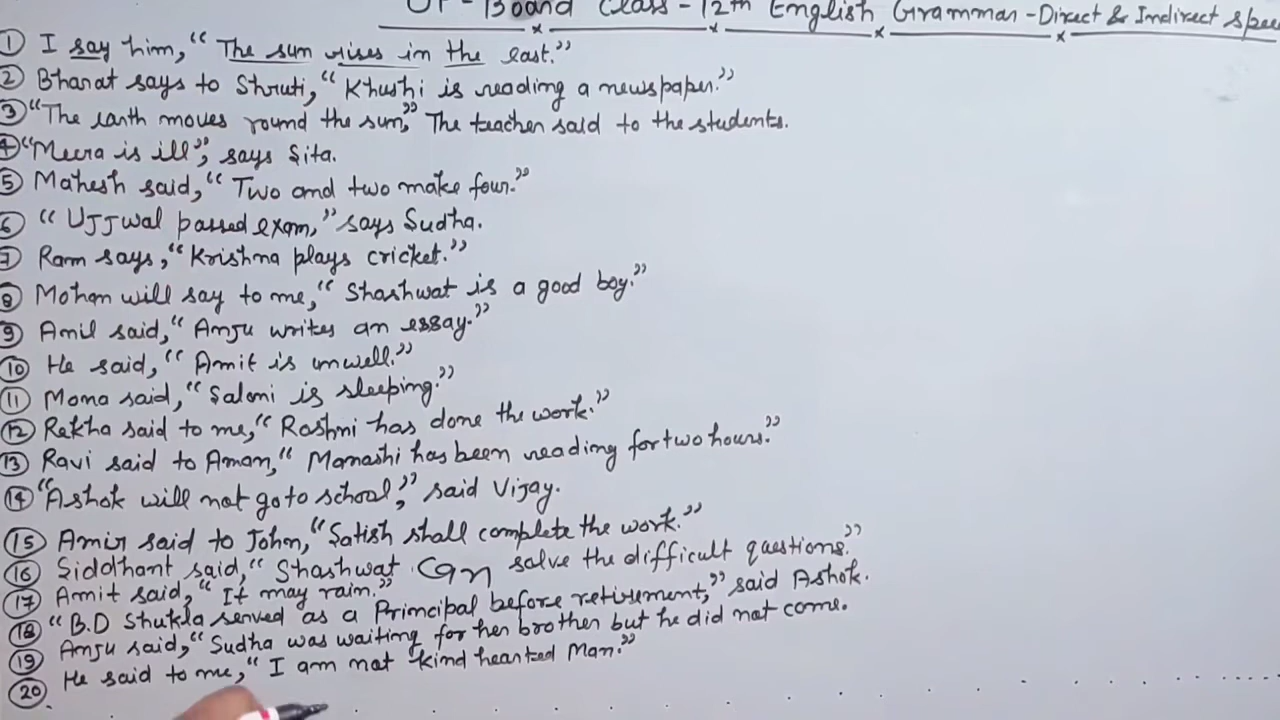 UP-Board Class-12th English Grammar-Direct & Indirect Spee
① I say him, "The sun rises in the east."
② Bharat says to Shruti, "Khushi is reading a newspaper."
③ "The earth moves round the sun," The teacher said to the students.
④ "Meera is ill", says Sita.
⑤ Mahesh said, "Two and two make four."
⑥ "Ujjwal passed exam," says Sudha.
⑦ Ram says, "Krishna plays cricket."
⑧ Mohan will say to me, "Shashwat is a good boy."
⑨ Anil said, "Anju writes an essay."
⑩ He said, "Amit is unwell."
⑪ Mona said, "Saloni is sleeping."
⑫ Rekha said to me, "Rashmi has done the work."
⑬ Ravi said to Aman, "Manashi has been reading for two hours."
⑭ "Ashok will not go to school," said Vijay.
⑮ Amir said to John, "Satish shall complete the work."
⑯ Siddhant said, "Shashwat can solve the difficult questions."
⑰ Amit said, "It may rain."
⑱ "B.D Shukla served as a Principal before retirement," said Ashok.
⑲ Anju said, "Sudha was waiting for her brother but he did not come.
⑳ He said to me, "I am not kind hearted Man."